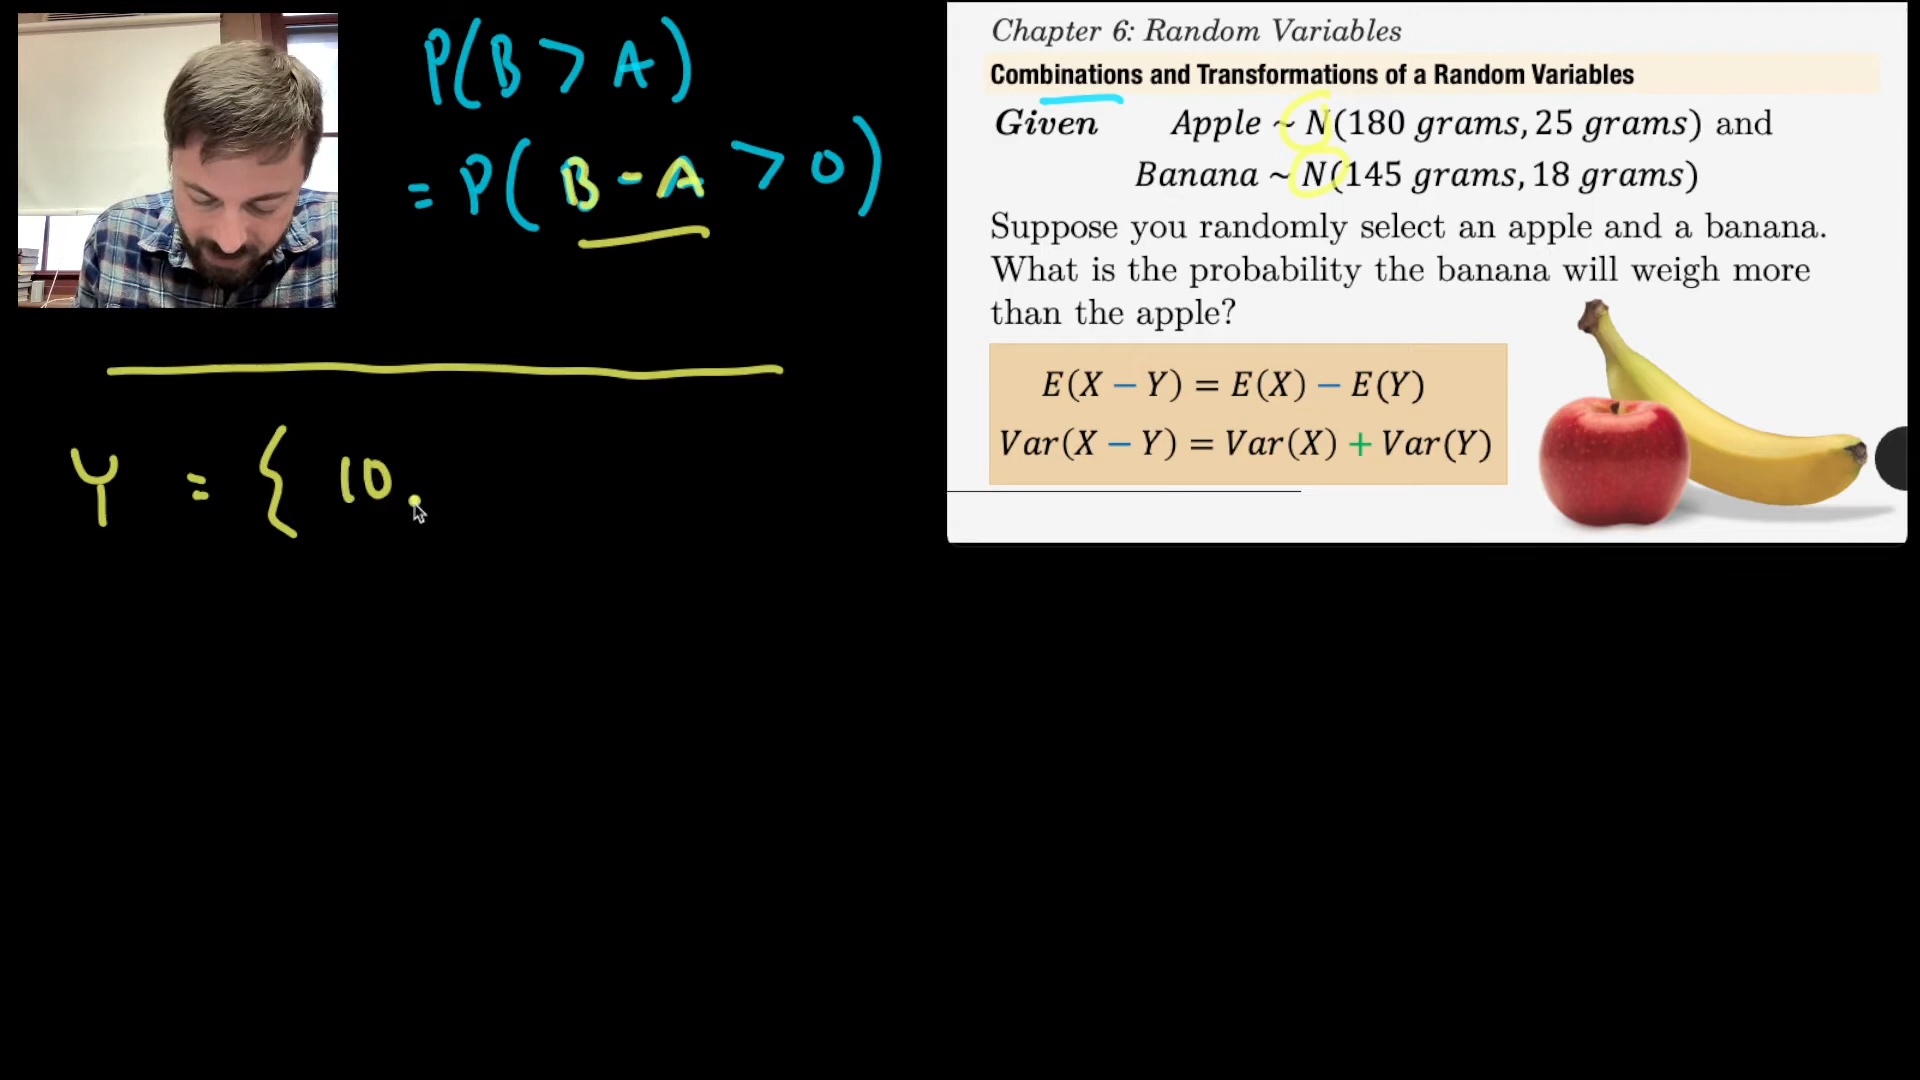 P(B > A)
= P( B - A > 0)
Y = { 10
Chapter 6: Random Variables
Combinations and Transformations of a Random Variables
Given Apple ~ N(180 grams, 25 grams) and
Banana ~ N(145 grams, 18 grams)
Suppose you randomly select an apple and a banana.
What is the probability the banana will weigh more
than the apple?
E(X − Y) = E(X) − E(Y)
Var(X − Y) = Var(X) + Var(Y)